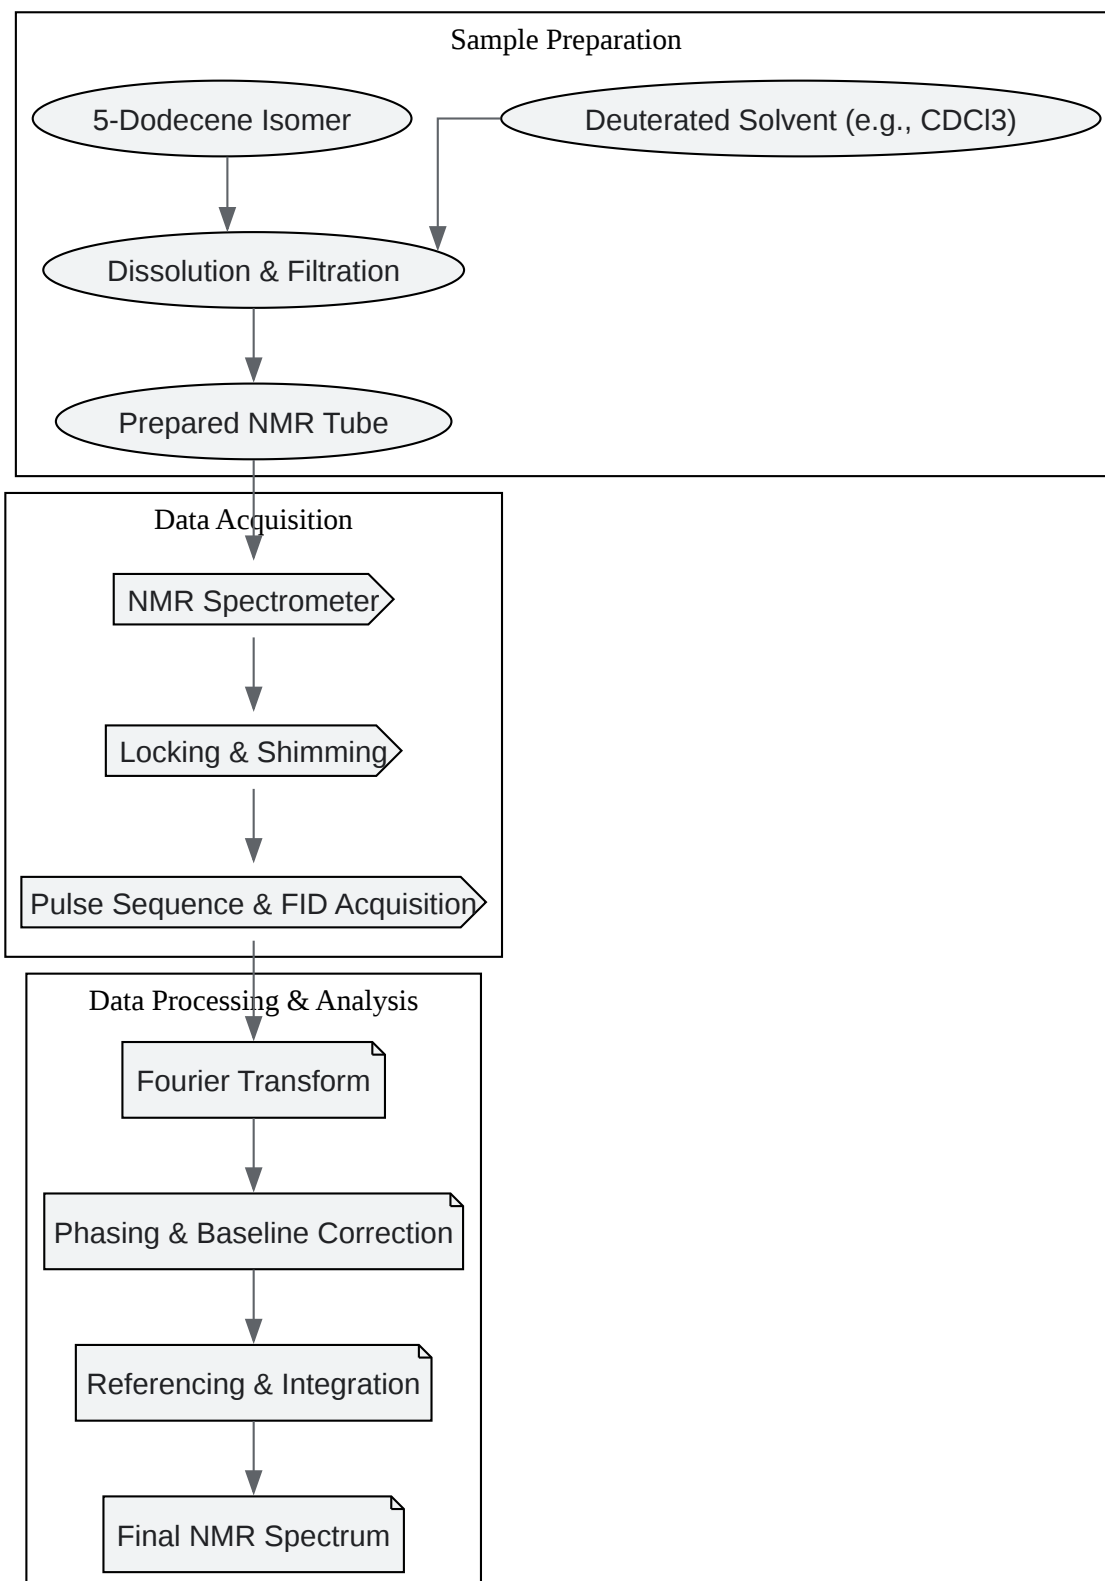 Sample Preparation
5-Dodecene Isomer
Deuterated Solvent (e.g., CDCl3)
Dissolution & Filtration
Prepared NMR Tube
Data Acquisition
NMR Spectrometer
Locking & Shimming
Pulse Sequence & FID Acquisition
Data Processing & Analysis
Fourier Transform
Phasing & Baseline Correction
Referencing & Integration
Final NMR Spectrum